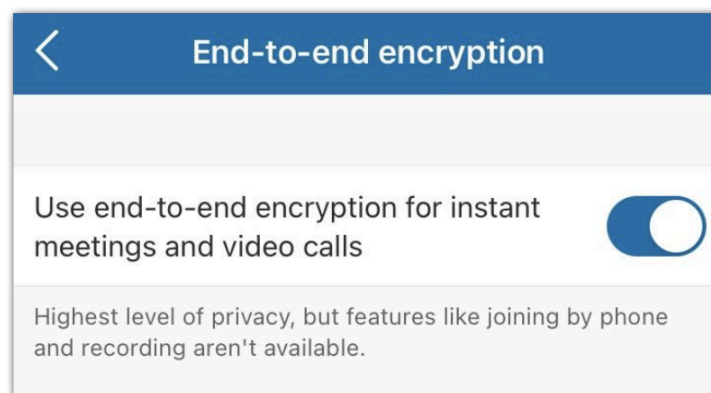 End-to-end encryption
Use end-to-end encryption for instant
meetings and video calls
Highest level of privacy, but features like joining by phone
and recording aren't available.